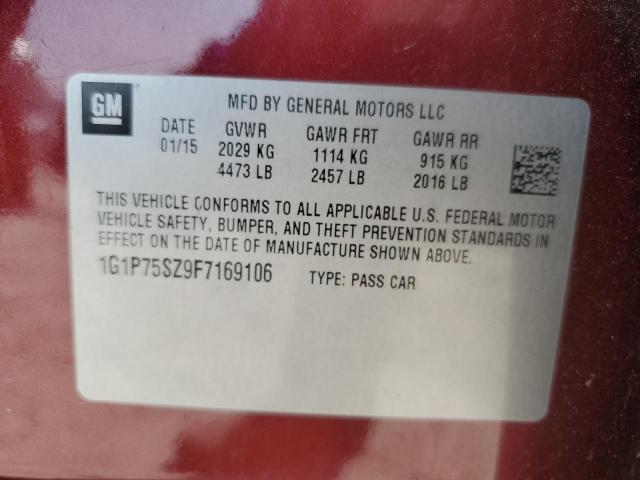 GM
MFD BY GENERAL MOTORS LLC
DATE GVWR GAWR FRT GAWR RR
01/15 2029 KG 1114 KG 915 KG
4473 LB 2457 LB 2016 LB
THIS VEHICLE CONFORMS TO ALL APPLICABLE U.S. FEDERAL MOTOR
VEHICLE SAFETY, BUMPER, AND THEFT PREVENTION STANDARDS IN
EFFECT ON THE DATE OF MANUFACTURE SHOWN ABOVE.
1G1P75SZ9F7169106 TYPE: PASS CAR